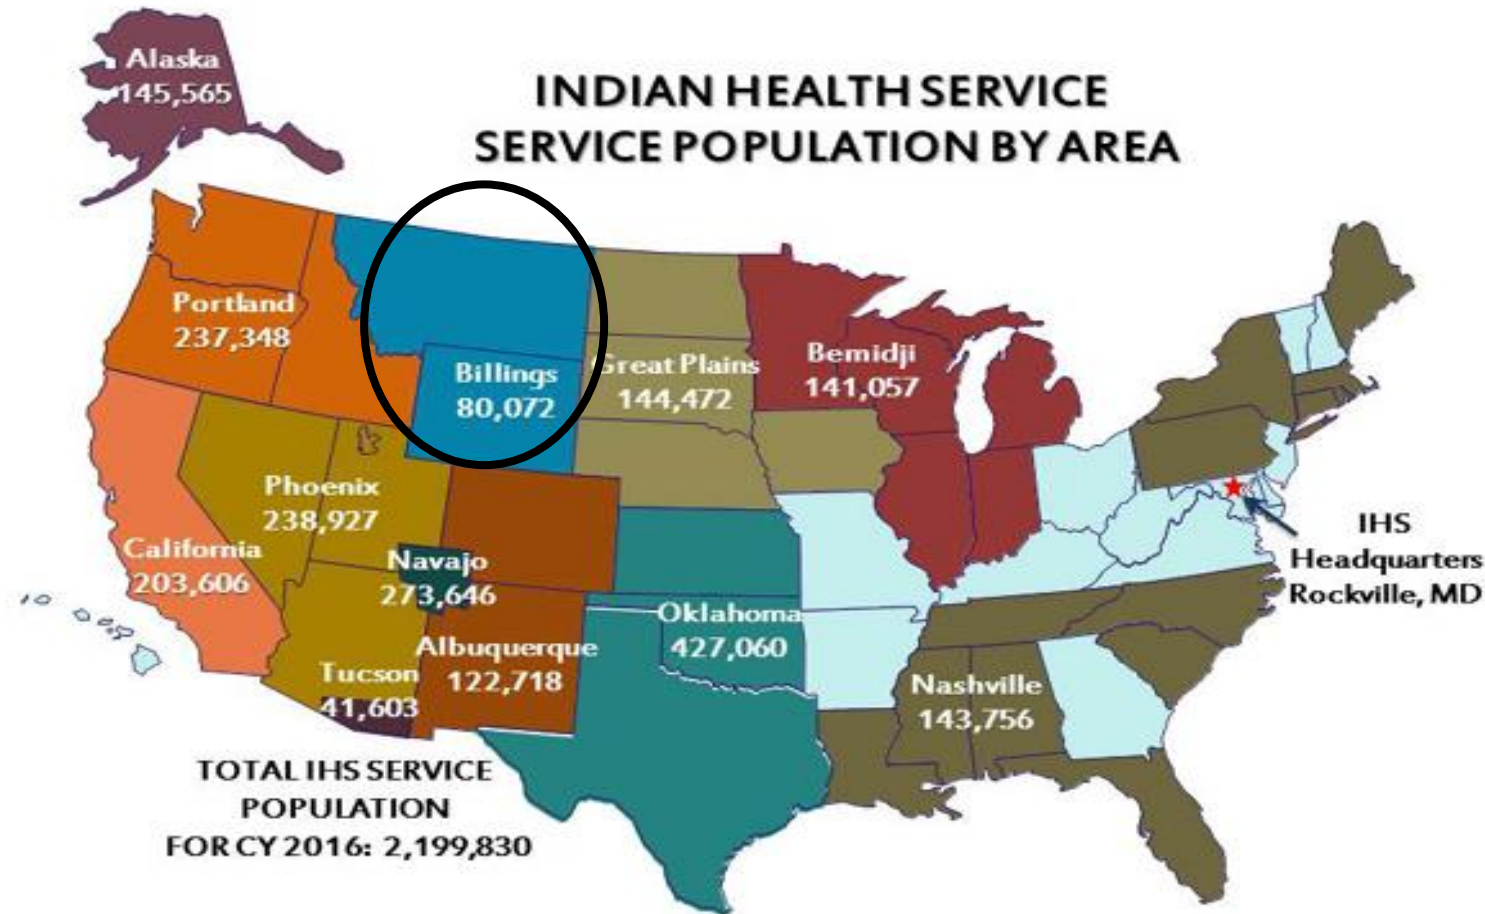 Alaska
145,565
INDIAN HEALTH SERVICE
SERVICE POPULATION BY AREA
Portland
237,348
Billings
80,072
Great Plains
144,472
Bemidji
141,057
Phoenix
238,927
California
203,606
Navajo
273,646
Oklahoma
427,060
Albuquerque
122,718
Tucson
41,603
Nashville
143,756
IHS
Headquarters
Rockville, MD
TOTAL IHS SERVICE
POPULATION
FOR CY 2016: 2,199,830